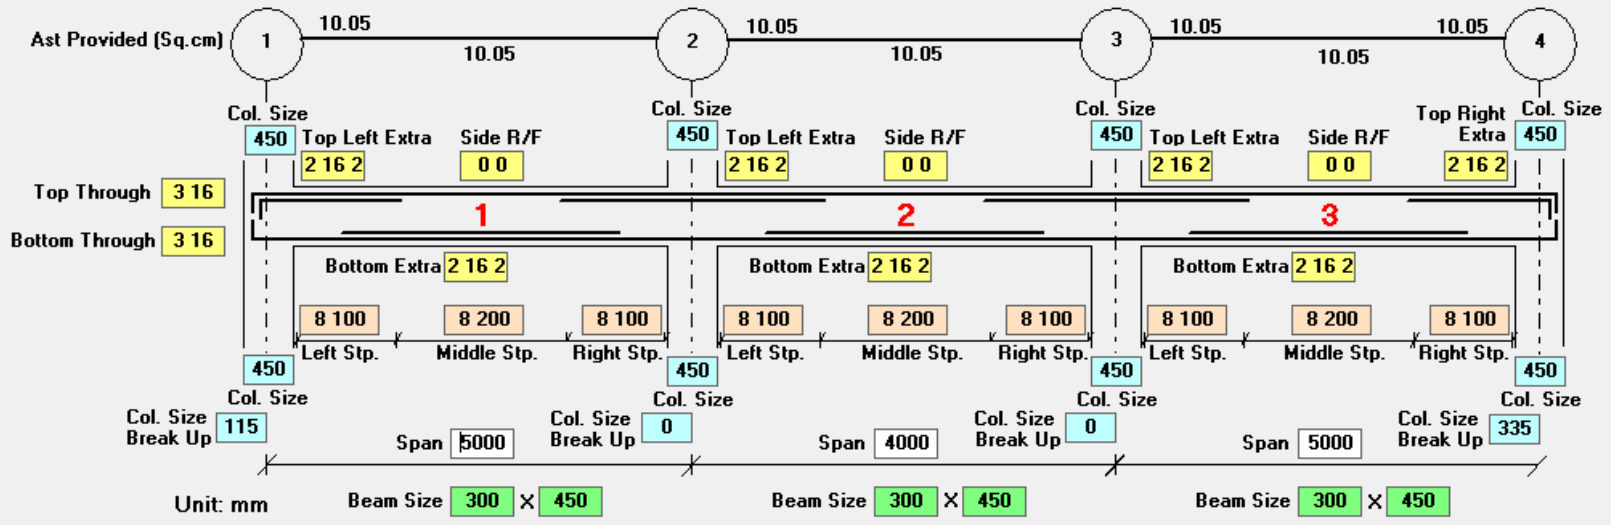 Ast Provided (Sq.cm) 1 10.05 10.05 2 10.05 10.05 3 10.05 10.05 10.05 4
Col. Size Col. Size Col. Size Top Right Extra Col. Size
450 Top Left Extra Side R/F 450 Top Left Extra Side R/F 450 Top Left Extra Side R/F 450
2 16 2 0 0 2 16 2 0 0 2 16 2 0 0 2 16 2
Top Through 3 16
1 2 3
Bottom Through 3 16
Bottom Extra 2 16 2 Bottom Extra 2 16 2 Bottom Extra 2 16 2
8 100 8 200 8 100 8 100 8 200 8 100 8 100 8 200 8 100
Left Stp. Middle Stp. Right Stp. Left Stp. Middle Stp. Right Stp. Left Stp. Middle Stp. Right Stp.
450 450 450 450
Col. Size Col. Size Col. Size Col. Size
Col. Size Break Up 115 Col. Size Break Up 0 Col. Size Break Up 0 Col. Size Break Up 335
Span 5000 Span 4000 Span 5000
Unit: mm Beam Size 300 X 450 Beam Size 300 X 450 Beam Size 300 X 450